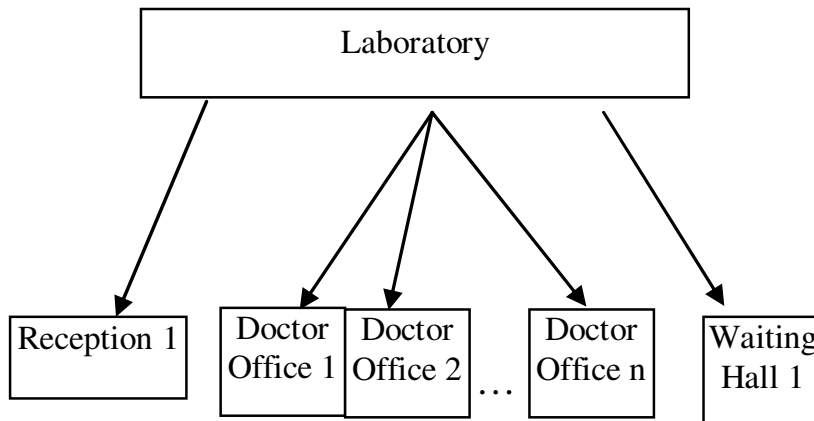 Laboratory
Reception 1
Doctor
Office 1
Doctor
Office 2
...
Doctor
Office n
Waiting
Hall 1